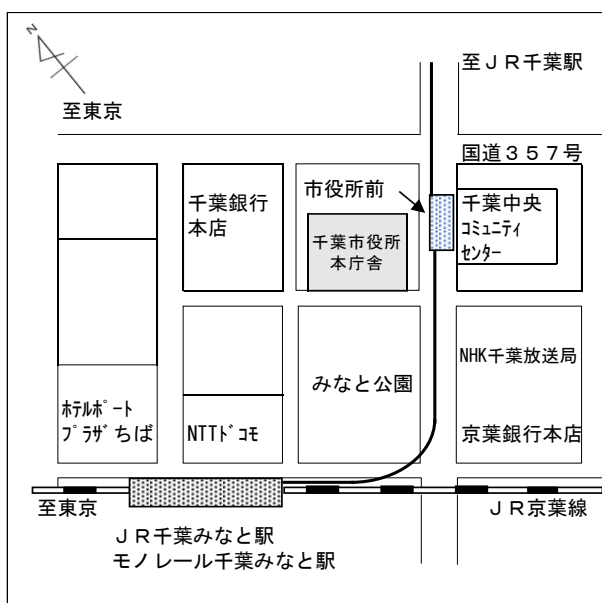 N
至ＪＲ千葉駅
至東京
国道３５７号
市役所前
千葉銀行
本店
千葉市役所
本庁舎
千葉中央
ｺﾐｭﾆﾃｨ
ｾﾝﾀｰ
みなと公園
NHK千葉放送局
ﾎﾃﾙﾎﾟｰﾄ
ﾌﾟﾗｻﾞちば
NTTﾄﾞｺﾓ
京葉銀行本店
至東京
ＪＲ京葉線
ＪＲ千葉みなと駅
モノレール千葉みなと駅